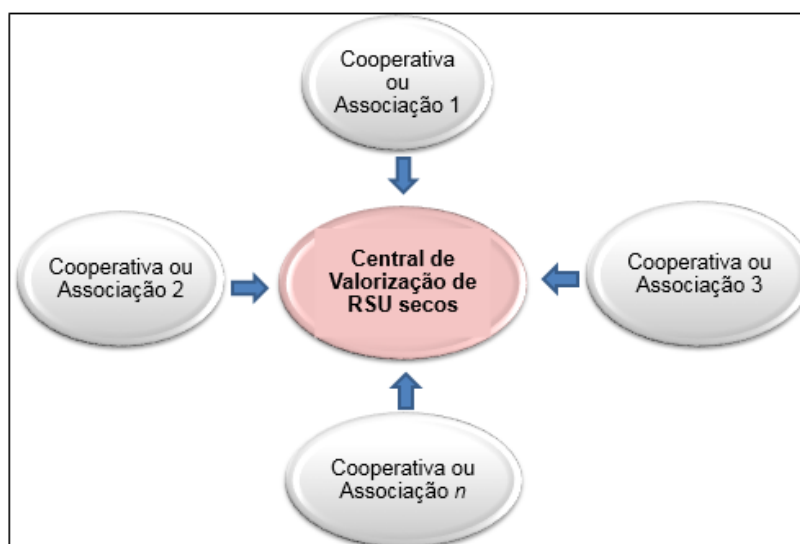 Cooperativa
ou
Associação 1
Cooperativa ou
Associação 2
Central de
Valorização de
RSU secos
Cooperativa ou
Associação 3
Cooperativa ou
Associação n